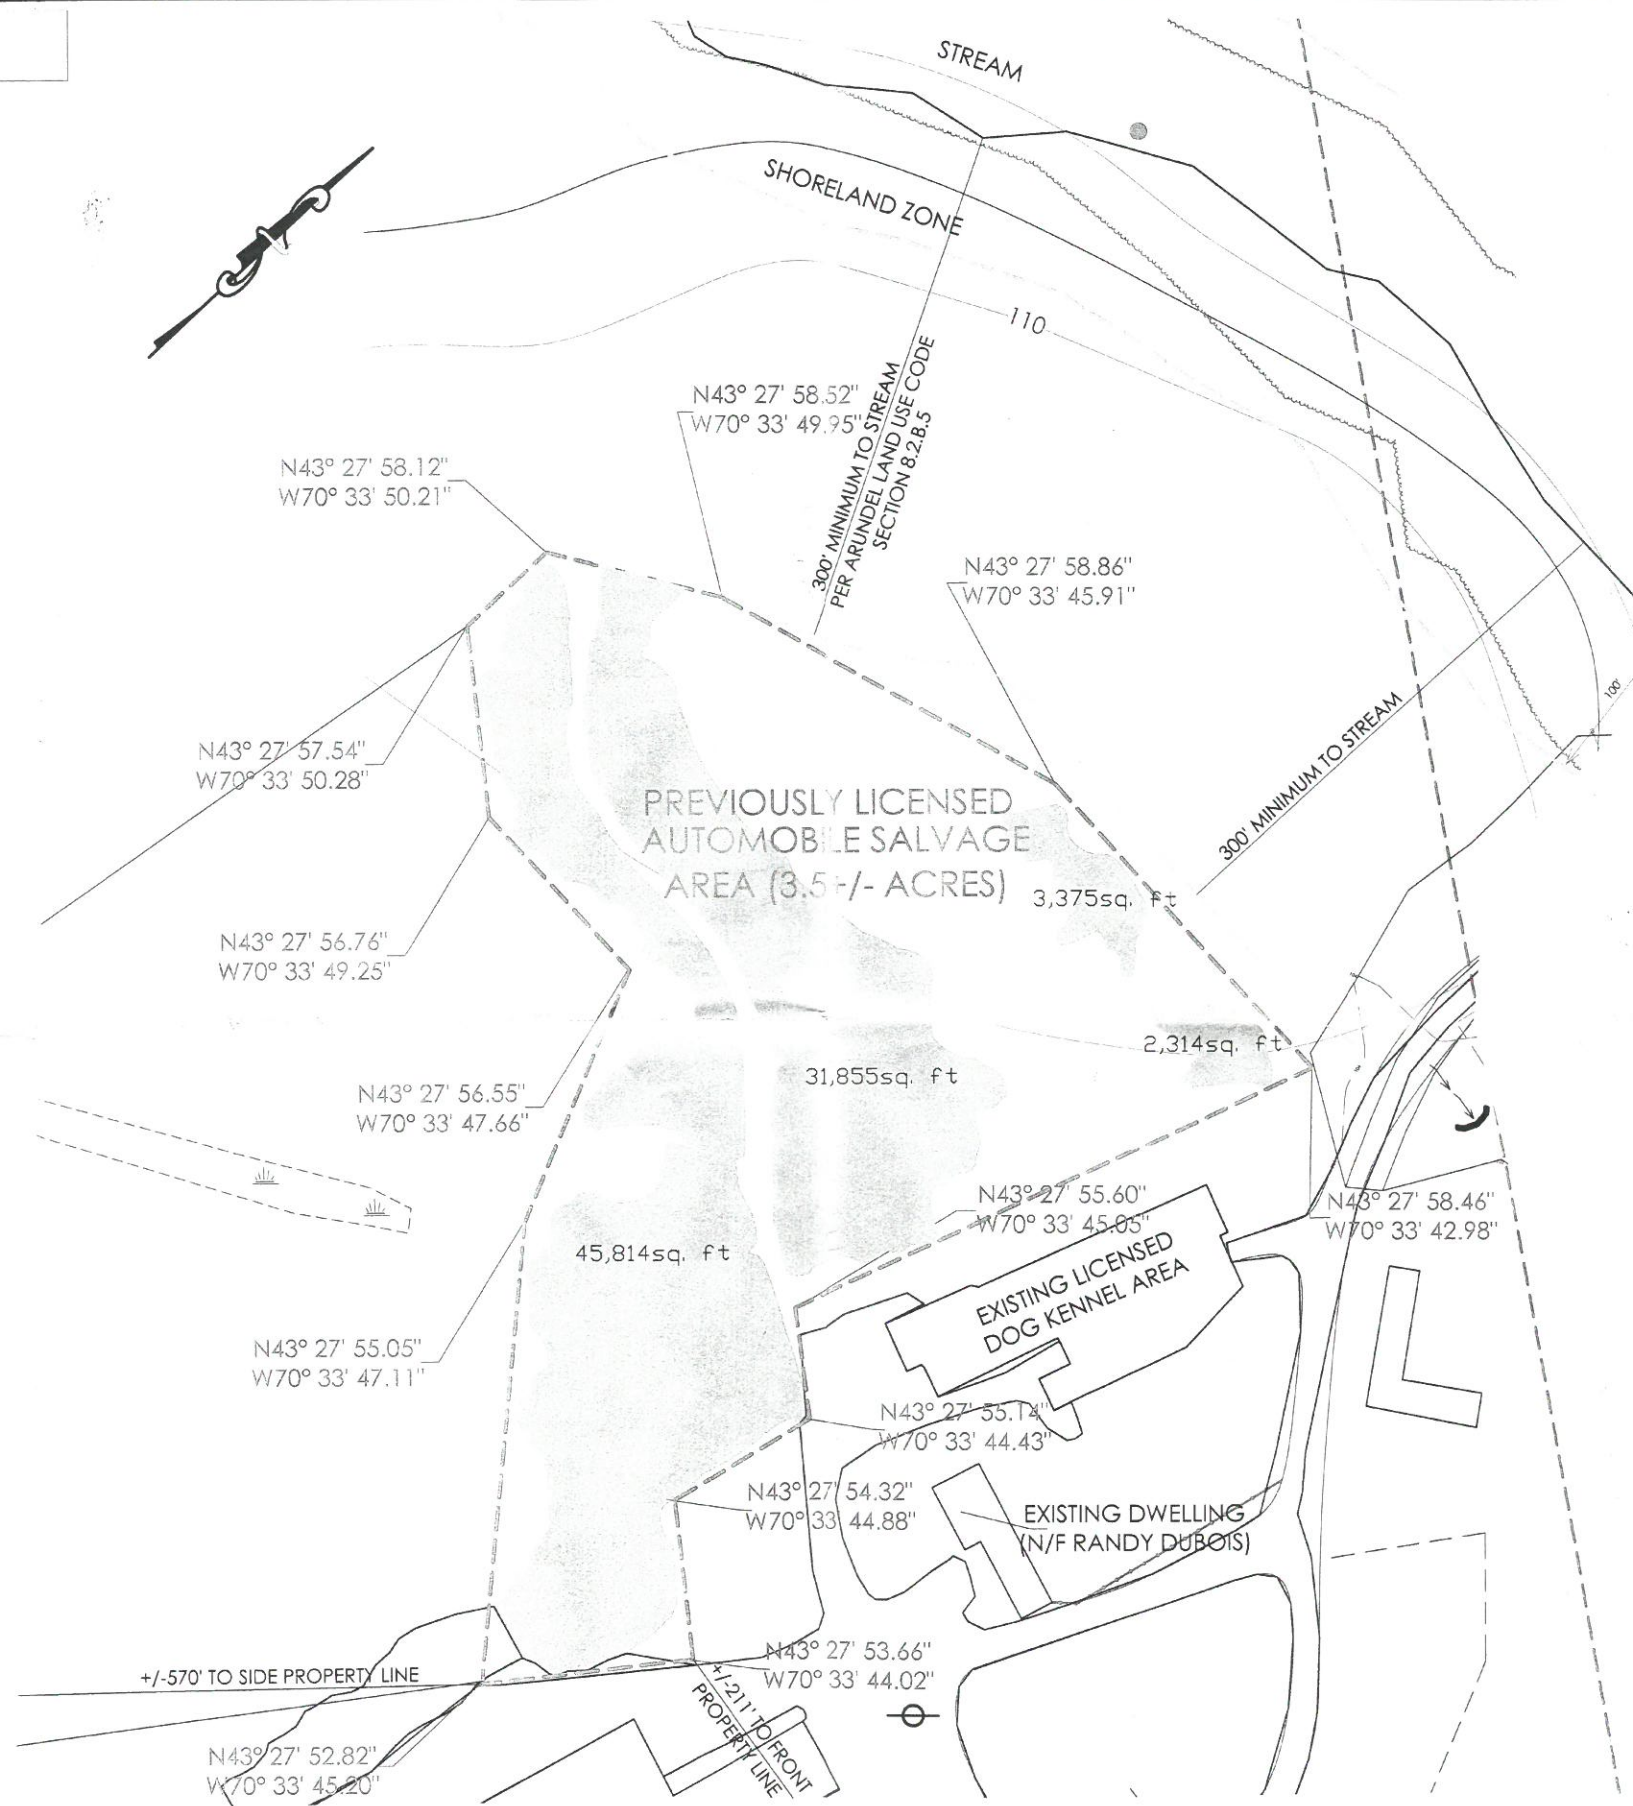 STREAM
SHORELAND ZONE
110
300' MINIMUM TO STREAM
PER ARUNDEL LAND USE CODE
SECTION 8.2.B.5
N43° 27' 58.52"
W70° 33' 49.95"
N43° 27' 58.12"
W70° 33' 50.21"
N43° 27' 58.86"
W70° 33' 45.91"
100'
300' MINIMUM TO STREAM
N43° 27' 57.54"
W70° 33' 50.28"
PREVIOUSLY LICENSED
AUTOMOBILE SALVAGE
AREA (3.5+/- ACRES)
3,375sq. ft
N43° 27' 56.76"
W70° 33' 49.25"
2,314sq. ft
31,855sq. ft
N43° 27' 56.55"
W70° 33' 47.66"
N43° 27' 55.60"
W70° 33' 45.05"
N43° 27' 58.46"
W70° 33' 42.98"
45,814sq. ft
EXISTING LICENSED
DOG KENNEL AREA
N43° 27' 55.05"
W70° 33' 47.11"
N43° 27' 55.14"
W70° 33' 44.43"
N43° 27' 54.32"
W70° 33' 44.88"
EXISTING DWELLING
(N/F RANDY DUBOIS)
N43° 27' 53.66"
W70° 33' 44.02"
+/-570' TO SIDE PROPERTY LINE
+/-211' TO FRONT
PROPERTY LINE
N43° 27' 52.82"
W70° 33' 45.20"